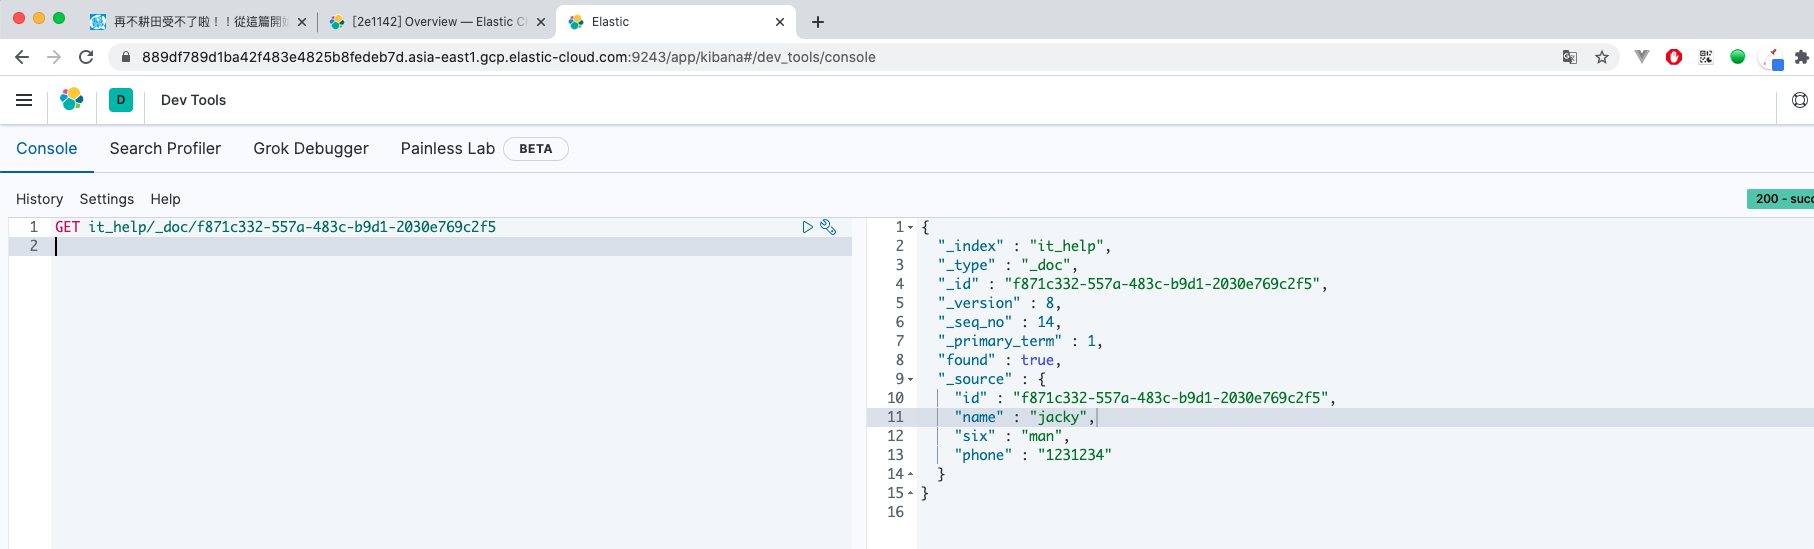 再不耕田受不了啦！！從這篇開始
[2e1142] Overview — Elastic C
Elastic
889df789d1ba42f483e4825b8fedeb7d.asia-east1.gcp.elastic-cloud.com:9243/app/kibana#/dev_tools/console
D
Dev Tools
Console
Search Profiler
Grok Debugger
Painless Lab
BETA
History
Settings
Help
200 - succ
1 GET it_help/_doc/f871c332-557a-483c-b9d1-2030e769c2f5
2
1 {
2 "_index" : "it_help",
3 "_type" : "_doc",
4 "_id" : "f871c332-557a-483c-b9d1-2030e769c2f5",
5 "_version" : 8,
6 "_seq_no" : 14,
7 "_primary_term" : 1,
8 "found" : true,
9 "_source" : {
10 "id" : "f871c332-557a-483c-b9d1-2030e769c2f5",
11 "name" : "jacky",
12 "six" : "man",
13 "phone" : "1231234"
14 }
15 }
16